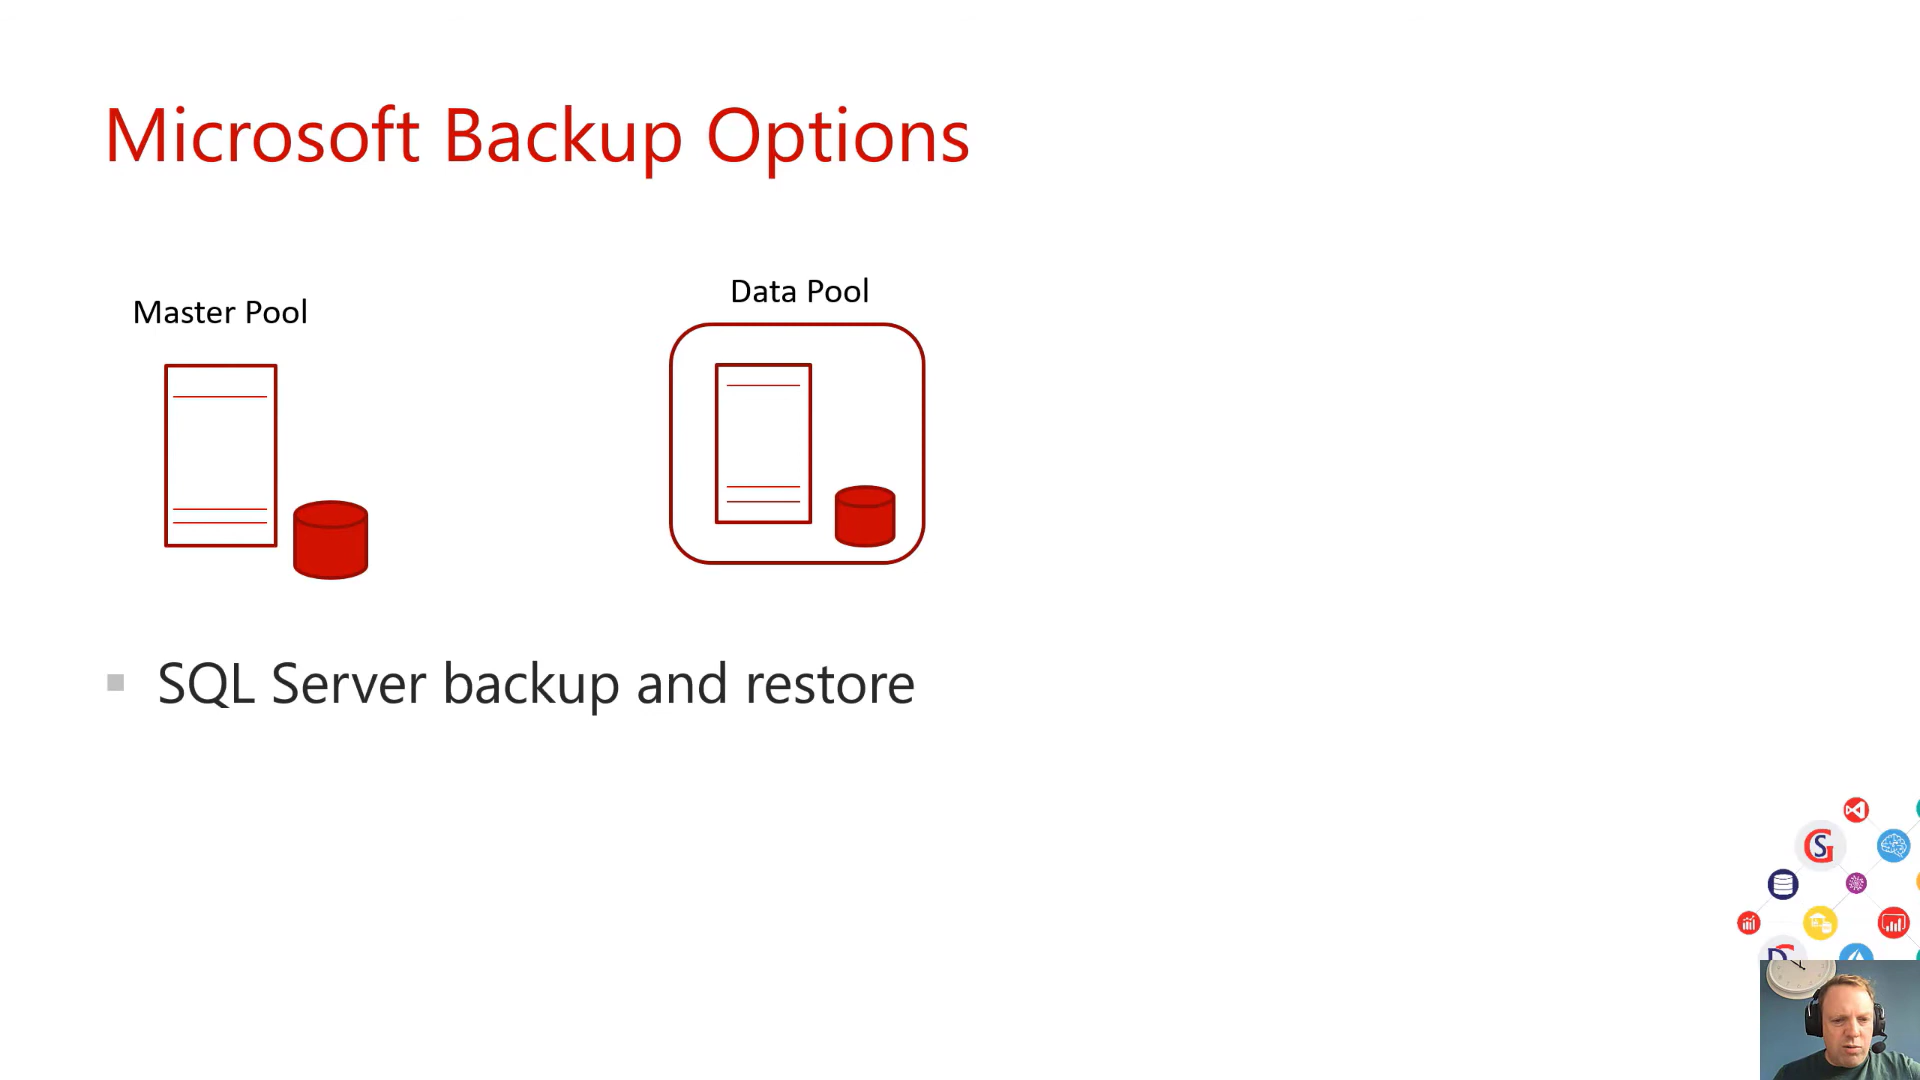 Microsoft Backup Options
Master Pool
Data Pool
SQL Server backup and restore